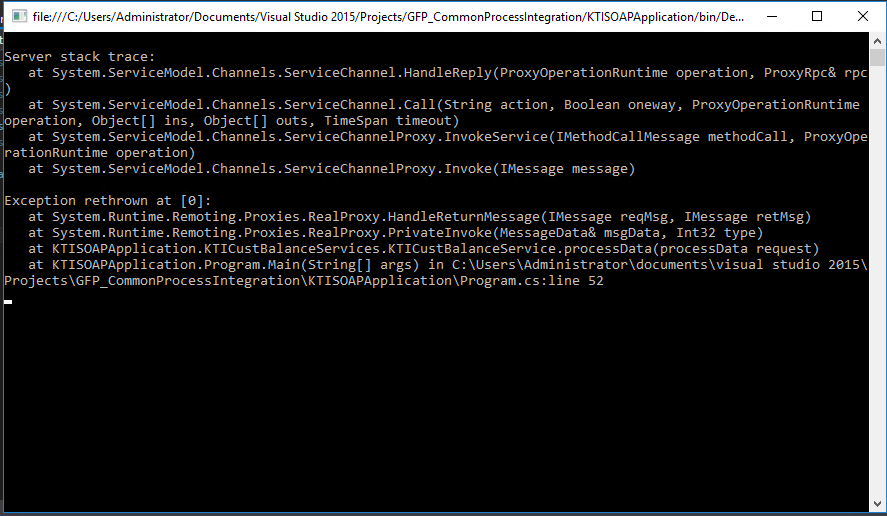 file:///C:/Users/Administrator/Documents/Visual Studio 2015/Projects/GFP_CommonProcessIntegration/KTISOAPApplication/bin/De...
Server stack trace:
   at System.ServiceModel.Channels.ServiceChannel.HandleReply(ProxyOperationRuntime operation, ProxyRpc& rpc
)
   at System.ServiceModel.Channels.ServiceChannel.Call(String action, Boolean oneway, ProxyOperationRuntime
operation, Object[] ins, Object[] outs, TimeSpan timeout)
   at System.ServiceModel.Channels.ServiceChannelProxy.InvokeService(IMethodCallMessage methodCall, ProxyOpe
rationRuntime operation)
   at System.ServiceModel.Channels.ServiceChannelProxy.Invoke(IMessage message)
Exception rethrown at [0]:
   at System.Runtime.Remoting.Proxies.RealProxy.HandleReturnMessage(IMessage reqMsg, IMessage retMsg)
   at System.Runtime.Remoting.Proxies.RealProxy.PrivateInvoke(MessageData& msgData, Int32 type)
   at KTISOAPApplication.KTICustBalanceServices.KTICustBalanceService.processData(processData request)
   at KTISOAPApplication.Program.Main(String[] args) in C:\Users\Administrator\documents\visual studio 2015\
Projects\GFP_CommonProcessIntegration\KTISOAPApplication\Program.cs:line 52